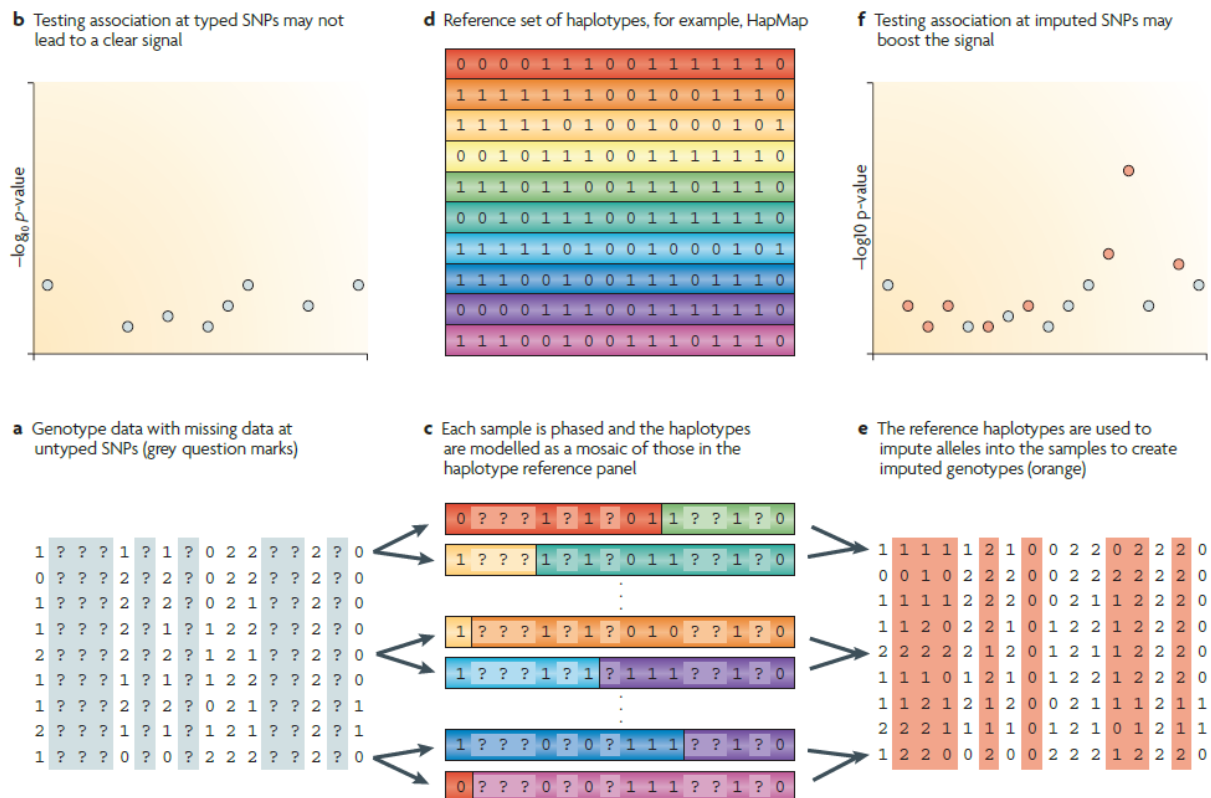 b Testing association at typed SNPs may not
lead to a clear signal
–log10 p-value
d Reference set of haplotypes, for example, HapMap
0 0 0 0 1 1 1 0 0 1 1 1 1 1 1 0
1 1 1 1 1 1 1 0 0 1 0 0 1 1 1 0
1 1 1 1 1 0 1 0 0 1 0 0 0 1 0 1
0 0 1 0 1 1 1 0 0 1 1 1 1 1 1 0
1 1 1 0 1 1 0 0 1 1 1 0 1 1 1 0
0 0 1 0 1 1 1 0 0 1 1 1 1 1 1 0
1 1 1 1 1 0 1 0 0 1 0 0 0 1 0 1
1 1 1 0 0 1 0 0 1 1 1 0 1 1 1 0
0 0 0 0 1 1 1 0 0 1 1 1 1 1 1 0
1 1 1 0 0 1 0 0 1 1 1 0 1 1 1 0
f Testing association at imputed SNPs may
boost the signal
–log10 p-value
a Genotype data with missing data at
untyped SNPs (grey question marks)
1 ? ? ? 1 ? 1 ? 0 2 2 ? ? 2 ? 0
0 ? ? ? 2 ? 2 ? 0 2 2 ? ? 2 ? 0
1 ? ? ? 2 ? 2 ? 0 2 1 ? ? 2 ? 0
1 ? ? ? 2 ? 1 ? 1 2 2 ? ? 2 ? 0
2 ? ? ? 2 ? 2 ? 1 2 1 ? ? 2 ? 0
1 ? ? ? 1 ? 1 ? 1 2 2 ? ? 2 ? 0
1 ? ? ? 2 ? 2 ? 0 2 1 ? ? 2 ? 1
2 ? ? ? 1 ? 1 ? 1 2 1 ? ? 2 ? 1
1 ? ? ? 0 ? 0 ? 2 2 2 ? ? 2 ? 0
c Each sample is phased and the haplotypes
are modelled as a mosaic of those in the
haplotype reference panel
0 ? ? ? 1 ? 1 ? 0 1 1 ? ? 1 ? 0
1 ? ? ? 1 ? 1 ? 0 1 1 ? ? 1 ? 0
1 ? ? ? 1 ? 1 ? 0 1 0 ? ? 1 ? 0
1 ? ? ? 1 ? 1 ? 1 1 1 ? ? 1 ? 0
1 ? ? ? 0 ? 0 ? 1 1 1 ? ? 1 ? 0
0 ? ? ? 0 ? 0 ? 1 1 1 ? ? 1 ? 0
e The reference haplotypes are used to
impute alleles into the samples to create
imputed genotypes (orange)
1 1 1 1 1 2 1 0 0 2 2 0 2 2 2 0
0 0 1 0 2 2 2 0 0 2 2 2 2 2 2 0
1 1 1 1 2 2 2 0 0 2 1 1 2 2 2 0
1 1 2 0 2 2 1 0 1 2 2 1 2 2 2 0
2 2 2 2 2 1 2 0 1 2 1 1 2 2 2 0
1 1 1 0 1 2 1 0 1 2 2 1 2 2 2 0
1 1 2 1 2 1 2 0 0 2 1 1 1 2 1 1
2 2 2 1 1 1 1 0 1 2 1 0 1 2 1 1
1 2 2 0 0 2 0 0 2 2 2 1 2 2 2 0